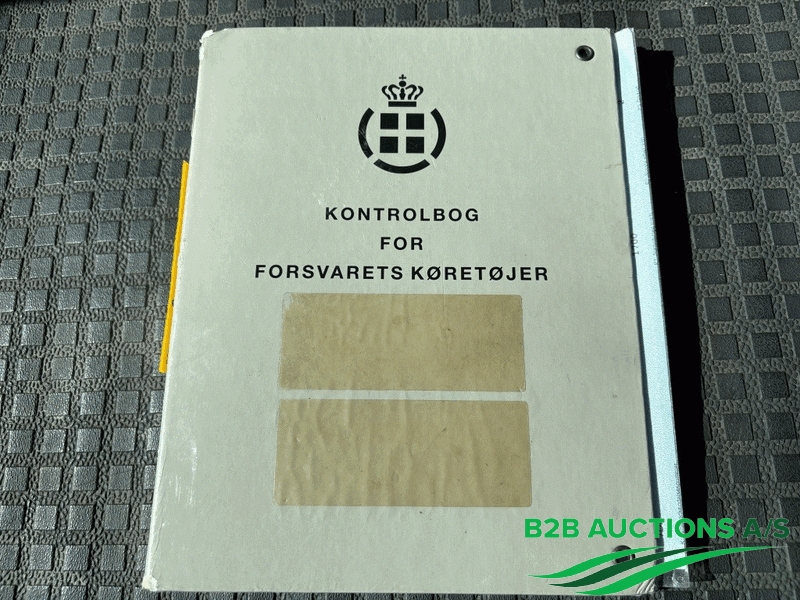 KONTROLBOG
FOR
FORSVARETS KØRETØJER
B2B AUCTIONS A/S